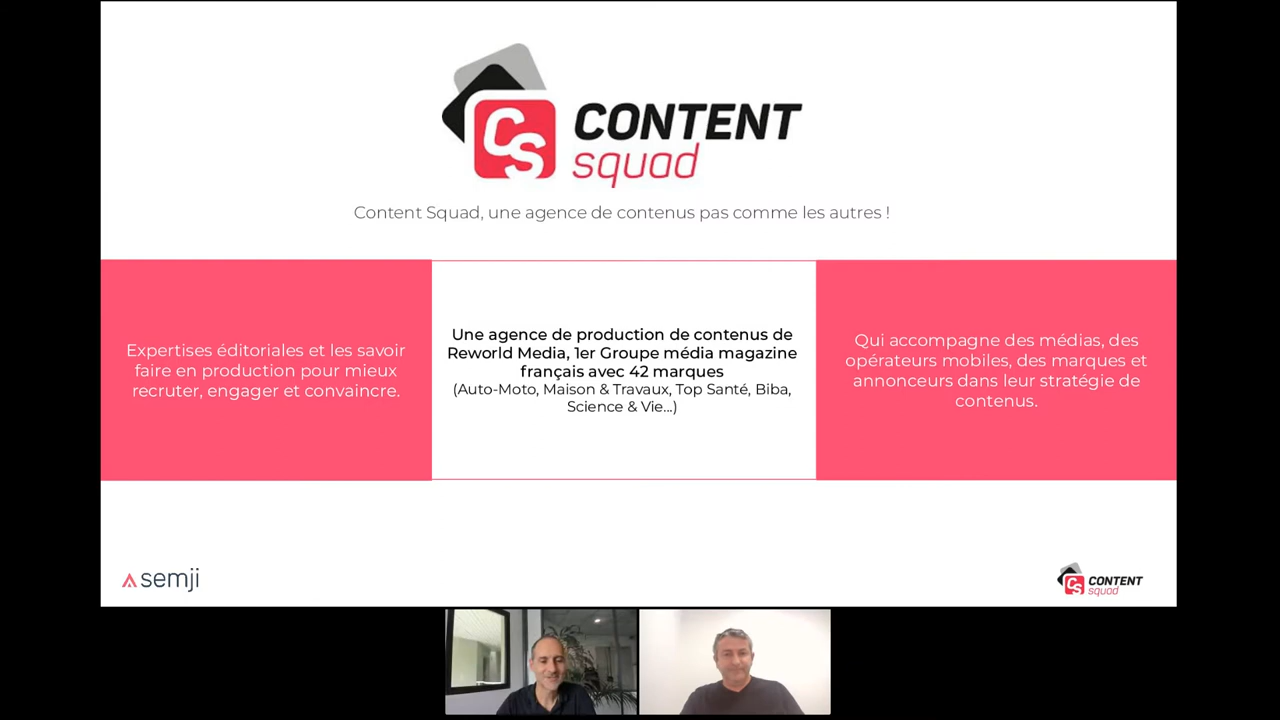 CS CONTENT
squad
Content Squad, une agence de contenus pas comme les autres !
Expertises éditoriales et les savoir
faire en production pour mieux
recruter, engager et convaincre.
Une agence de production de contenus de
Reworld Media, 1er Groupe média magazine
français avec 42 marques
(Auto-Moto, Maison & Travaux, Top Santé, Biba,
Science & Vie...)
Qui accompagne des médias, des
opérateurs mobiles, des marques et
annonceurs dans leur stratégie de
contenus.
semji
CS CONTENT
squad